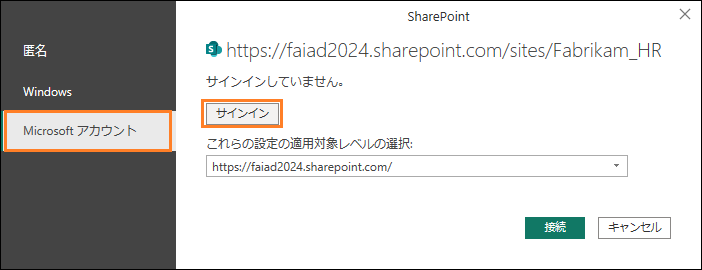 SharePoint
匿名
Windows
Microsoft アカウント
https://faiad2024.sharepoint.com/sites/Fabrikam_HR
サインインしていません。
サインイン
これらの設定の適用対象レベルの選択:
https://faiad2024.sharepoint.com/
接続
キャンセル